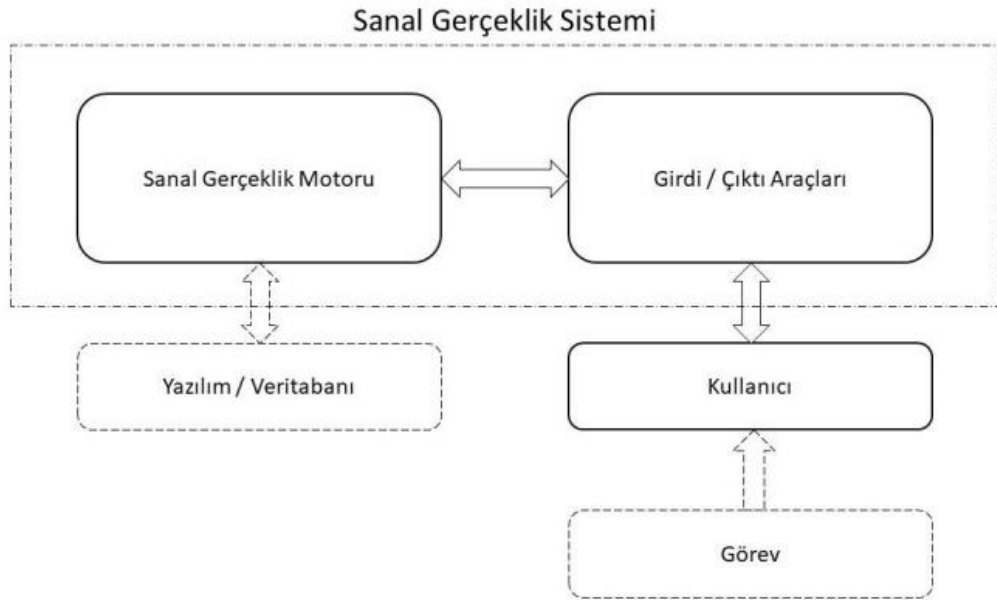 Sanal Gerçeklik Sistemi
Sanal Gerçeklik Motoru
Girdi / Çıktı Araçları
Yazılım / Veritabanı
Kullanıcı
Görev